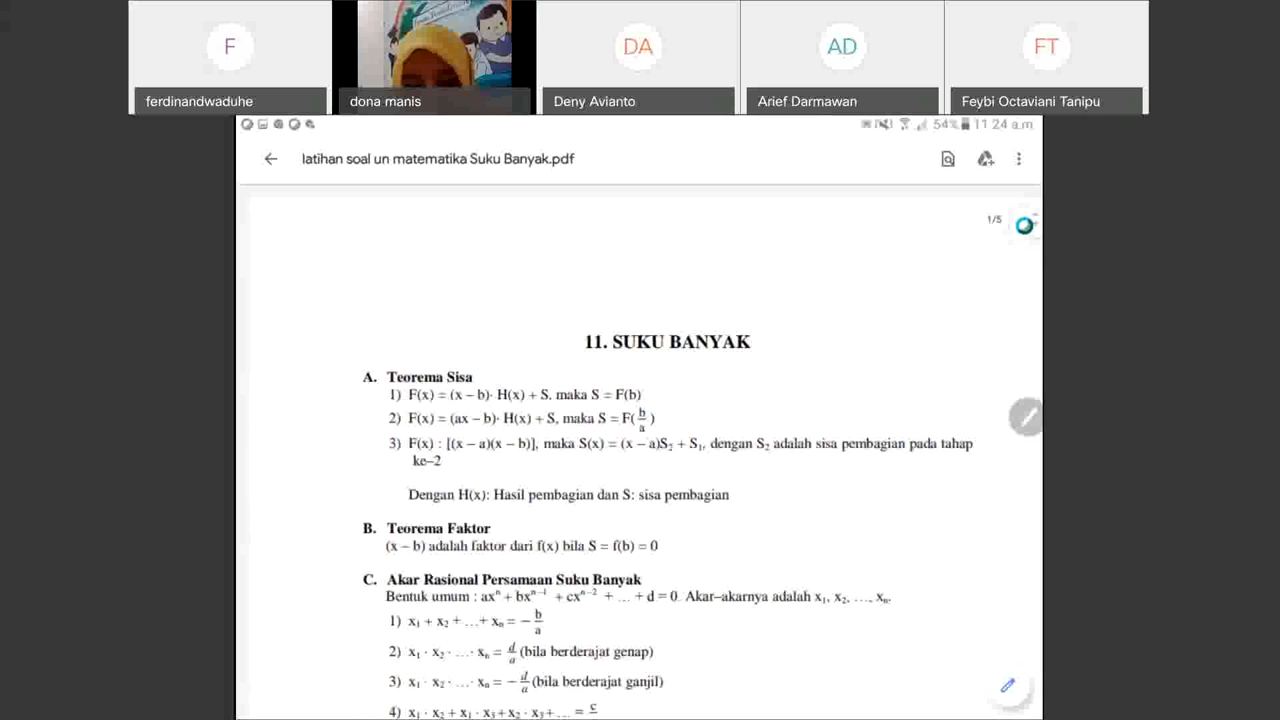 F
DA
AD
FT
ferdinandwaduhe
dona manis
Deny Avianto
Arief Darmawan
Feybi Octaviani Tanipu
54% 11 24 a.m
latihan soal un matematika Suku Banyak.pdf
1/5
11. SUKU BANYAK
A. Teorema Sisa
1) F(x) = (x – b)· H(x) + S, maka S = F(b)
2) F(x) = (ax – b)· H(x) + S, maka S = F(b/a)
3) F(x) : [(x – a)(x – b)], maka S(x) = (x – a)S₂ + S₁, dengan S₂ adalah sisa pembagian pada tahap
ke–2
Dengan H(x): Hasil pembagian dan S: sisa pembagian
B. Teorema Faktor
(x – b) adalah faktor dari f(x) bila S = f(b) = 0
C. Akar Rasional Persamaan Suku Banyak
Bentuk umum : axⁿ + bxⁿ⁻¹ + cxⁿ⁻² + … + d = 0. Akar–akarnya adalah x₁, x₂, …, xₙ.
1) x₁ + x₂ + …+ xₙ = – b/a
2) x₁ · x₂ · …· xₙ = d/a (bila berderajat genap)
3) x₁ · x₂ · …· xₙ = – d/a (bila berderajat ganjil)
4) x₁ · x₂ + x₁ · x₃ + x₂ · x₃ + … = c